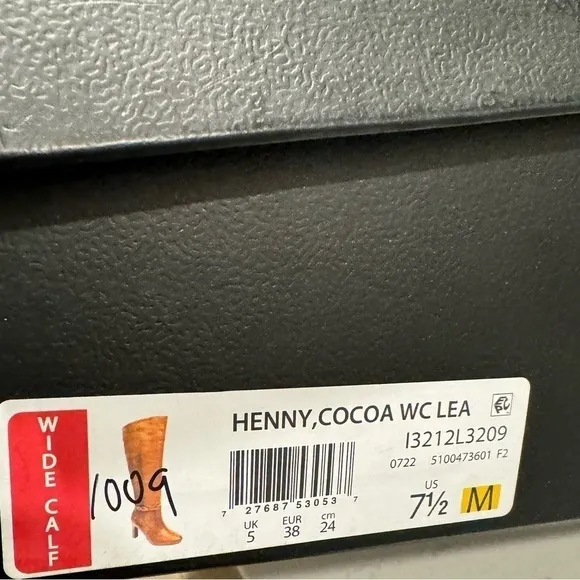 WIDE CALF
1009
HENNY,COCOA WC LEA
I3212L3209
0722 5100473601 F2
7 27687 53053 7
UK EUR cm
5 38 24
US
7½ M